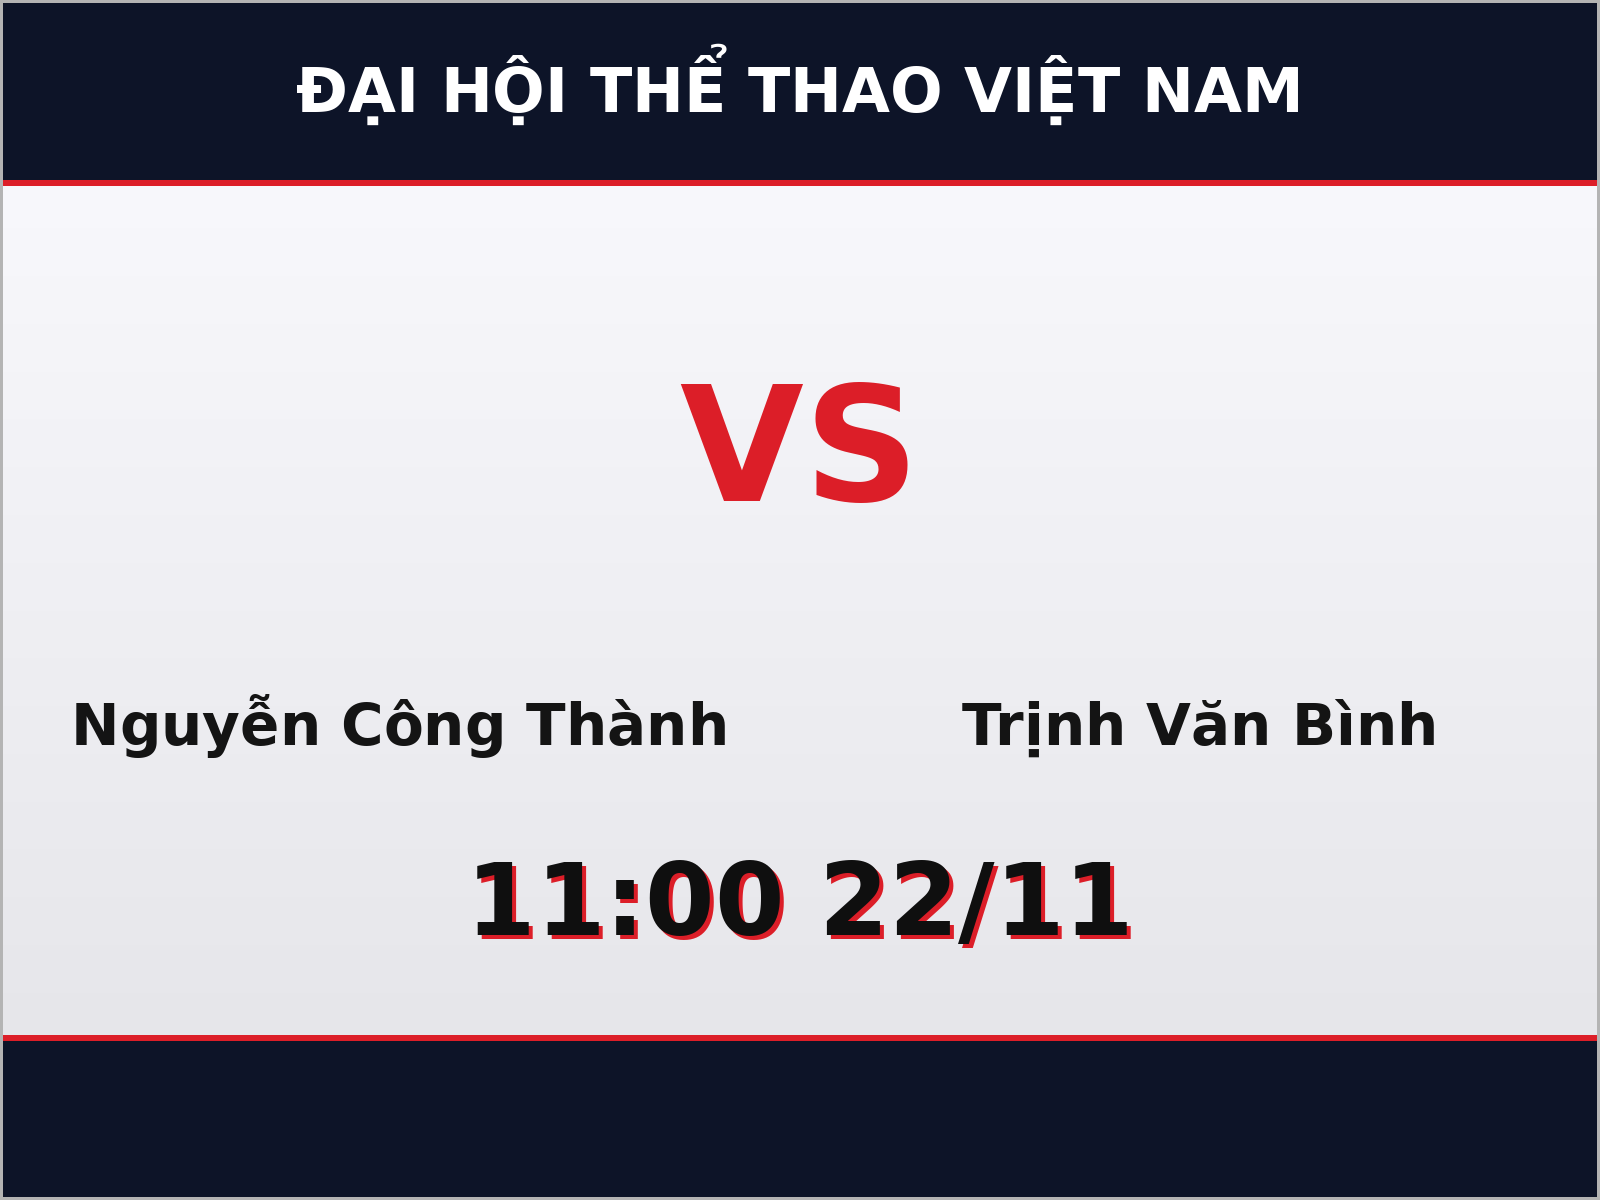 ĐẠI HỘI THỂ THAO VIỆT NAM
VS
Nguyễn Công Thành
Trịnh Văn Bình
11:00 22/11